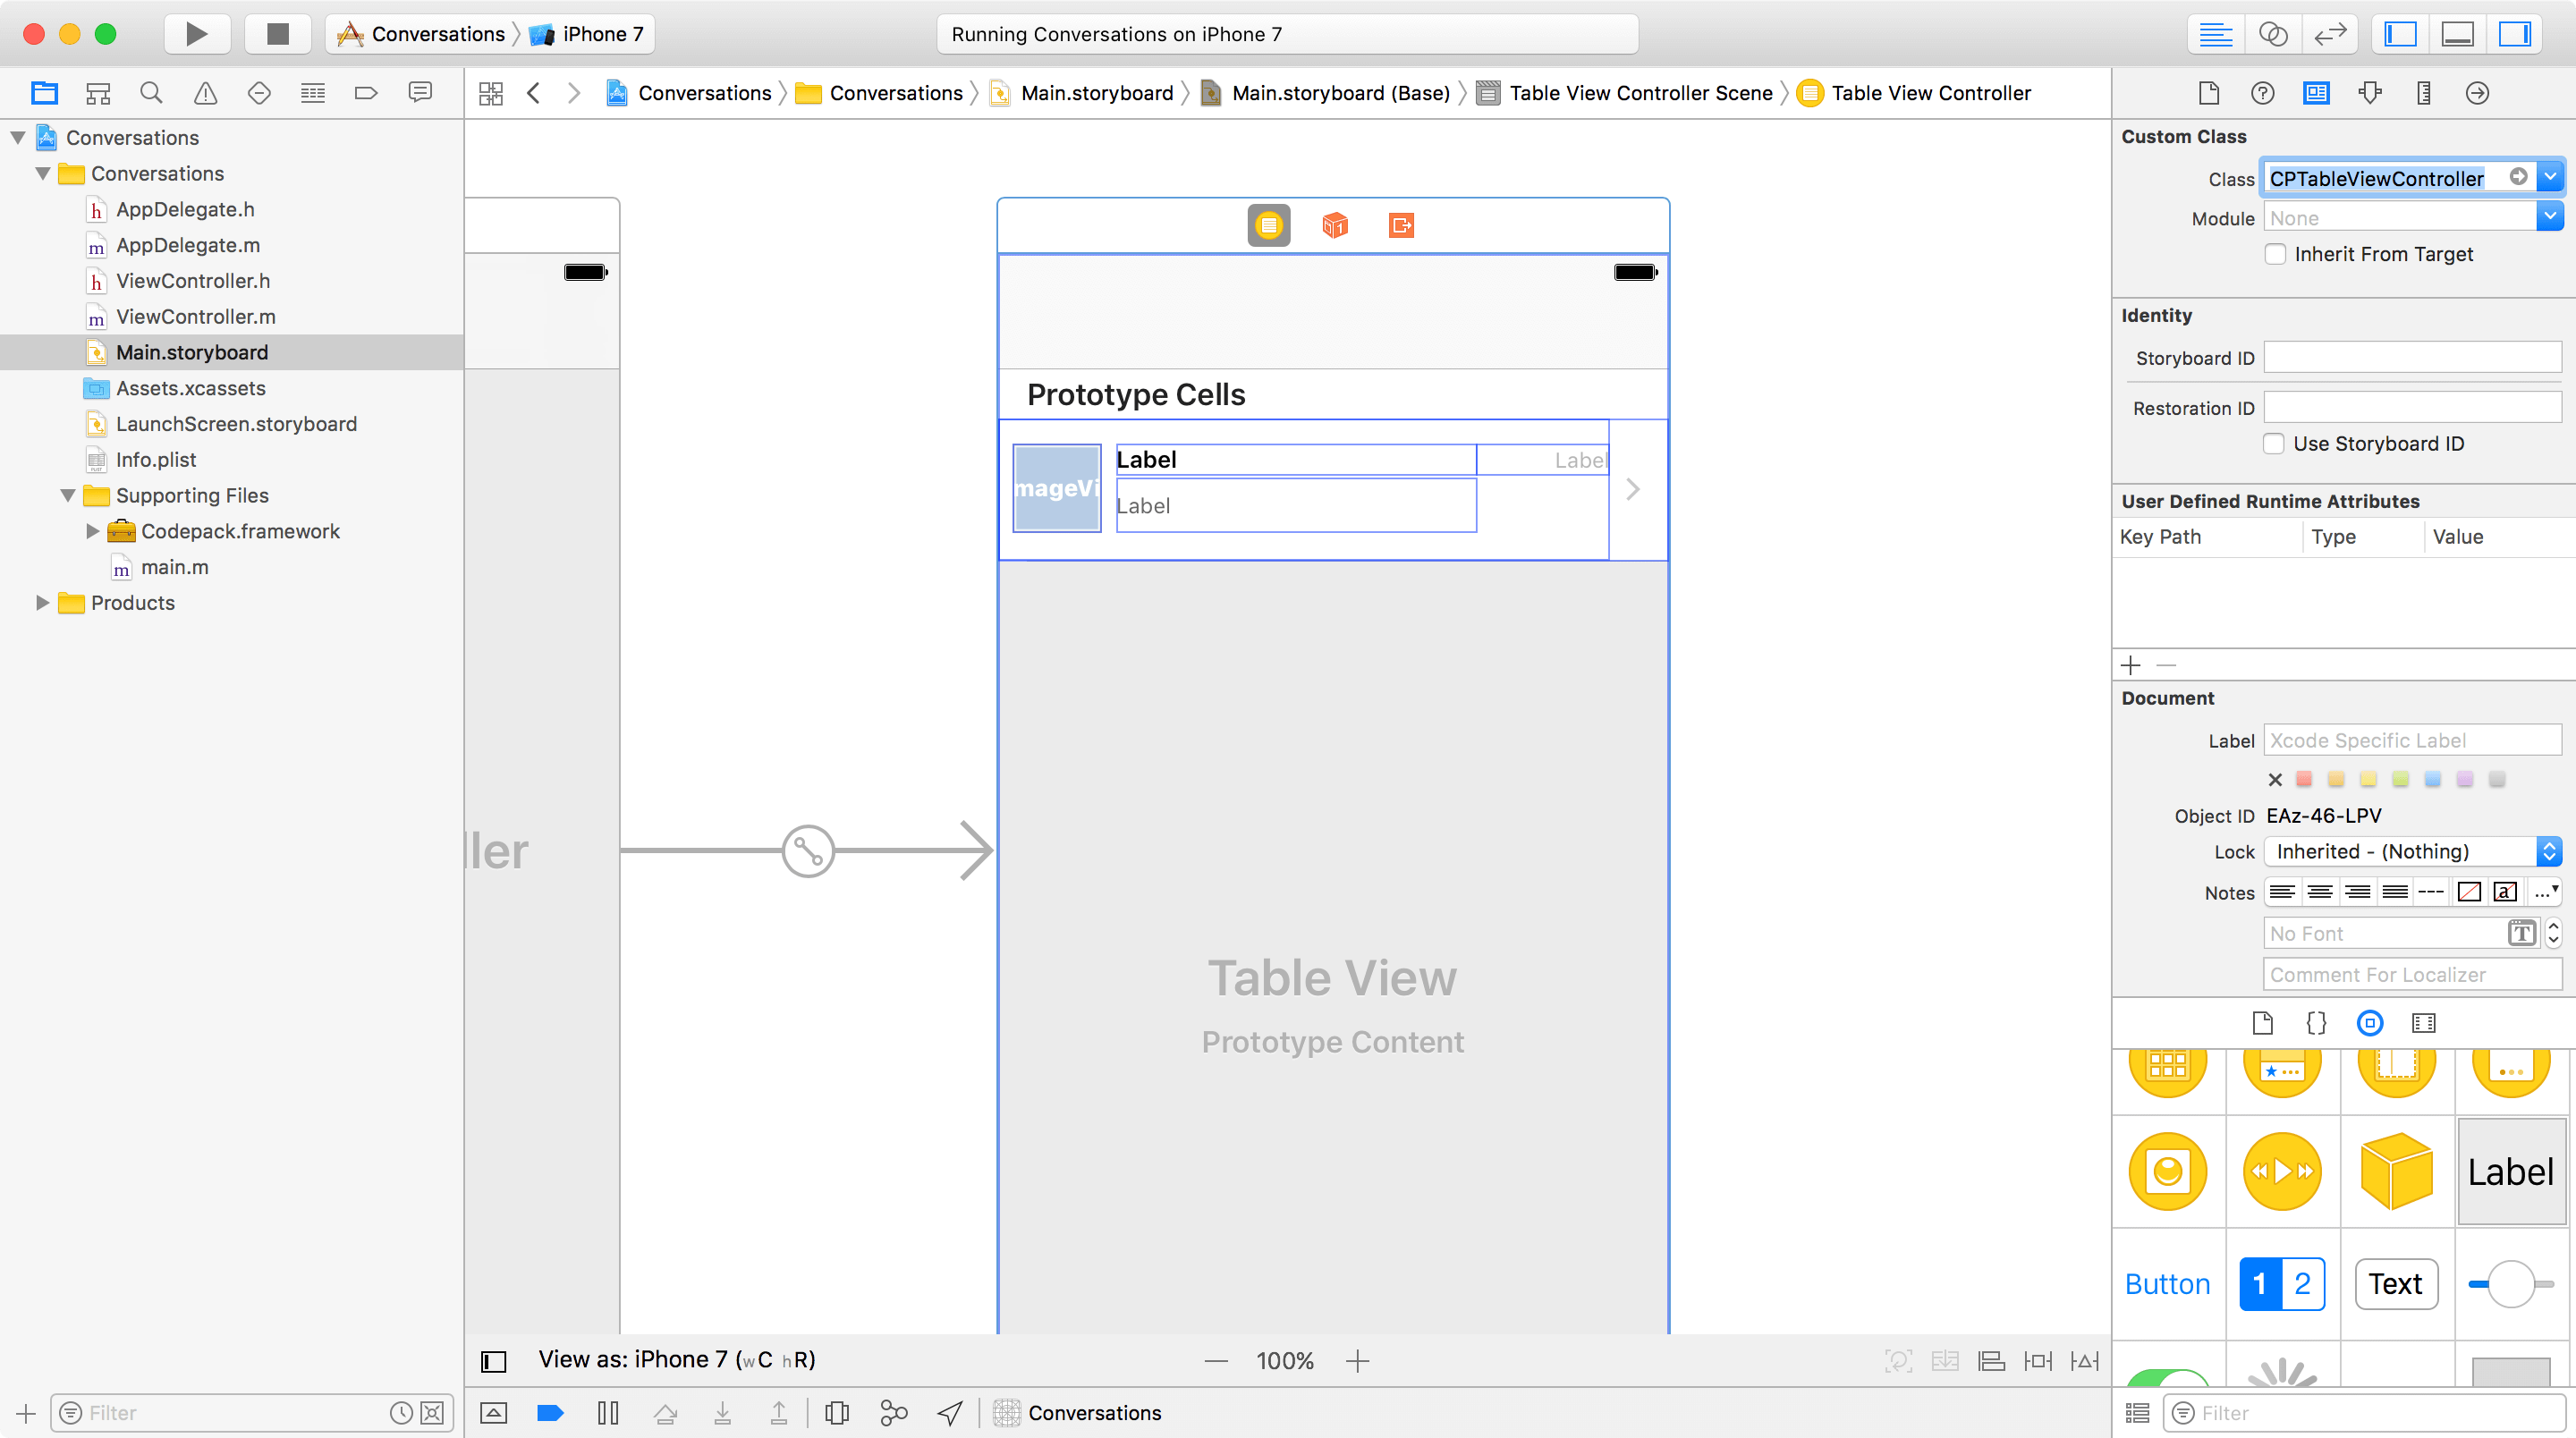 Conversations
iPhone 7
Running Conversations on iPhone 7
Conversations
Conversations
Main.storyboard
Main.storyboard (Base)
Table View Controller Scene
Table View Controller
Conversations
Conversations
h AppDelegate.h
m AppDelegate.m
h ViewController.h
m ViewController.m
Main.storyboard
Assets.xcassets
LaunchScreen.storyboard
Info.plist
Supporting Files
Codepack.framework
m main.m
Products
Filter
ller
1
Prototype Cells
mageVi
Label
Label
Label
Table View
Prototype Content
View as: iPhone 7 (wC hR)
100%
Conversations
Custom Class
Class CPTableViewController
Module None
Inherit From Target
Identity
Storyboard ID
Restoration ID
Use Storyboard ID
User Defined Runtime Attributes
Key Path Type Value
Document
Label Xcode Specific Label
Object ID EAz-46-LPV
Lock Inherited - (Nothing)
Notes
No Font T
Comment For Localizer
{}
Label
Button
1 2
Text
Filter